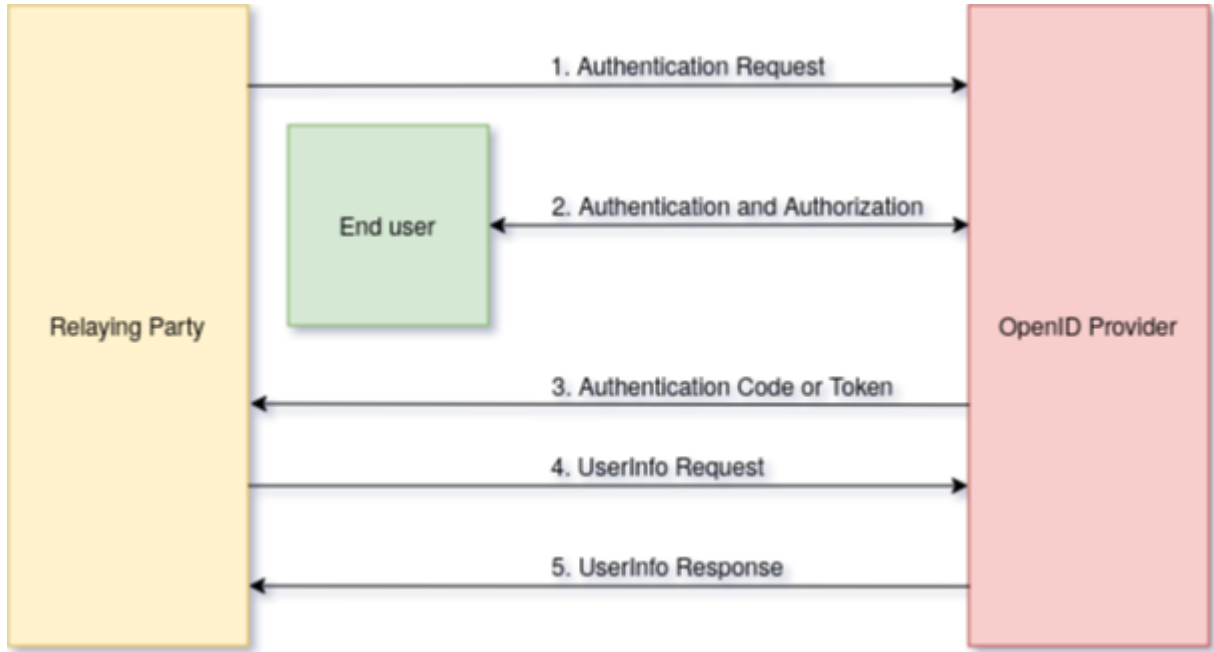 1. Authentication Request
End user
2. Authentication and Authorization
Relaying Party
OpenID Provider
3. Authentication Code or Token
4. UserInfo Request
5. UserInfo Response